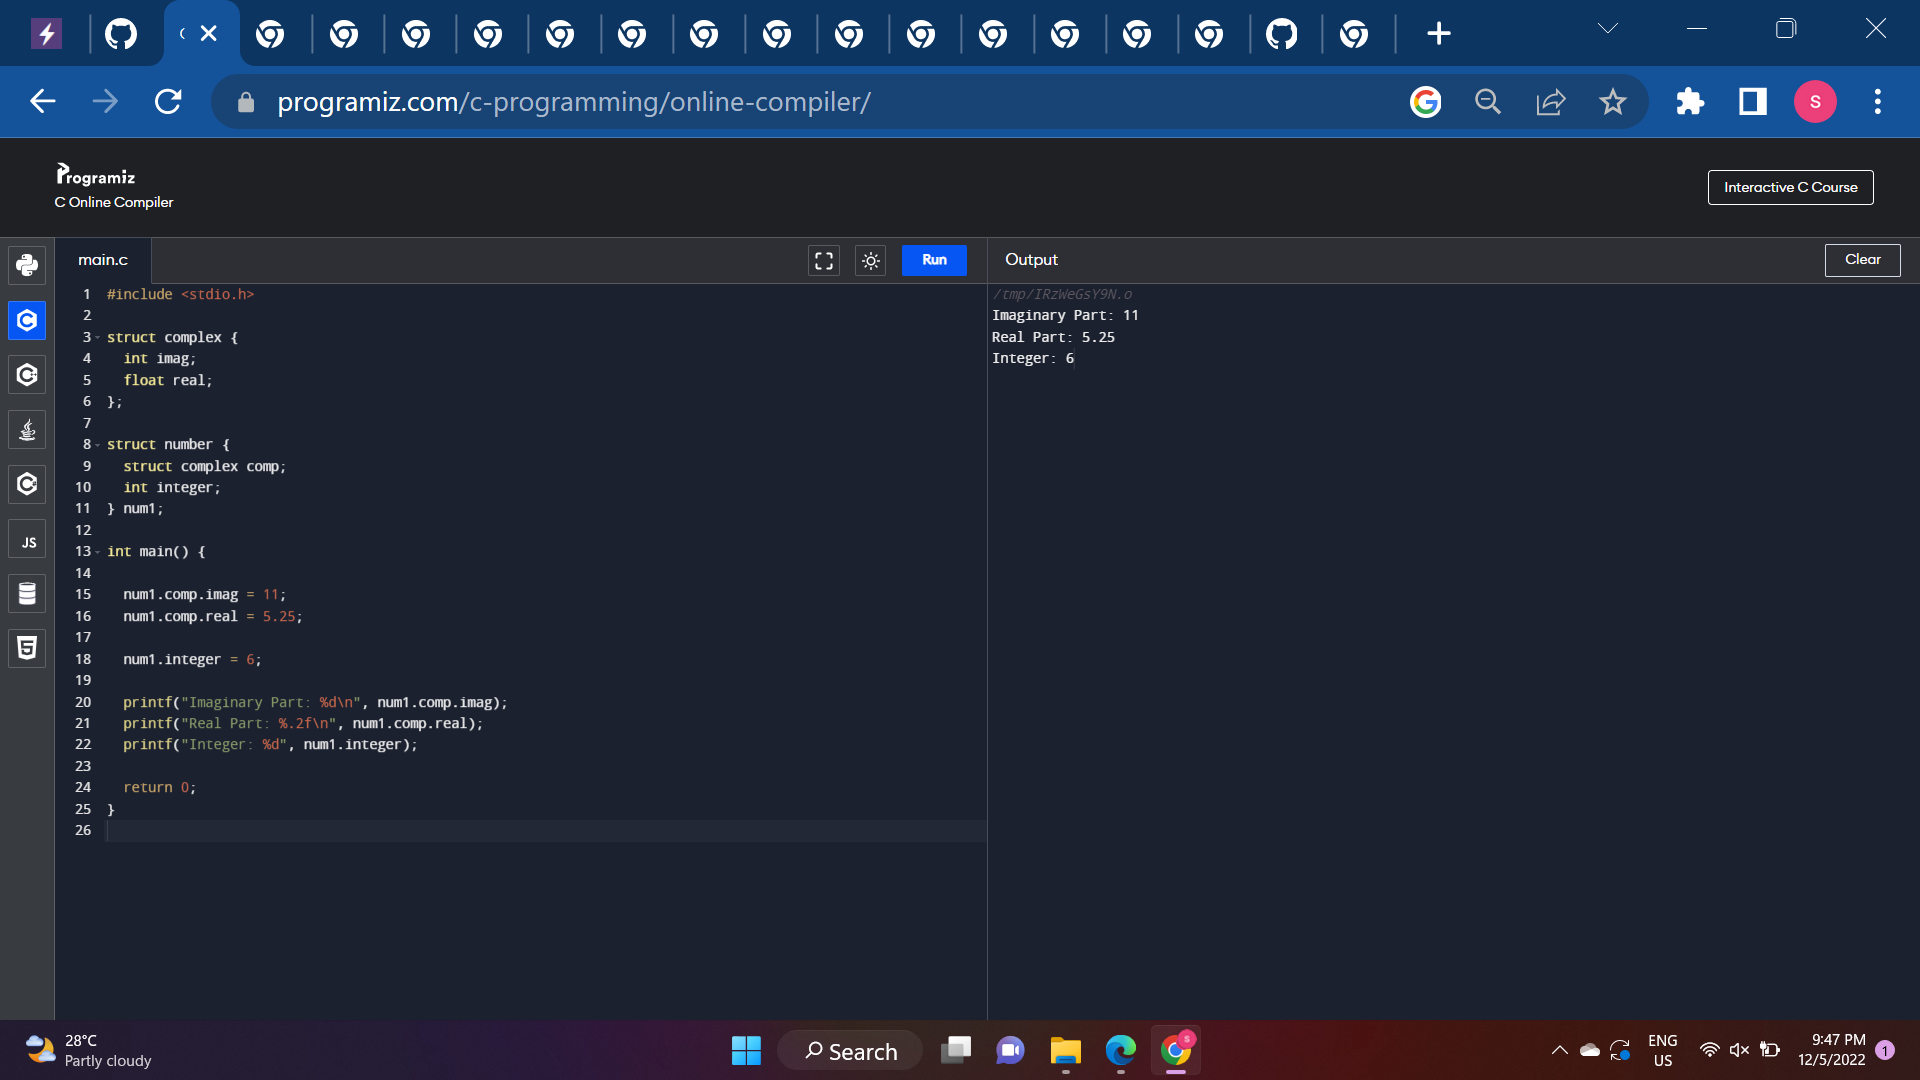 programiz.com/c-programming/online-compiler/
S
Programiz
C Online Compiler
Interactive C Course
main.c
Run
Output
Clear
1 #include <stdio.h>
2
3 struct complex {
4 int imag;
5 float real;
6 };
7
8 struct number {
9 struct complex comp;
10 int integer;
11 } num1;
12
13 int main() {
14
15 num1.comp.imag = 11;
16 num1.comp.real = 5.25;
17
18 num1.integer = 6;
19
20 printf("Imaginary Part: %d\n", num1.comp.imag);
21 printf("Real Part: %.2f\n", num1.comp.real);
22 printf("Integer: %d", num1.integer);
23
24 return 0;
25 }
26
/tmp/IRzWeGsY9N.o
Imaginary Part: 11
Real Part: 5.25
Integer: 6
JS
5
28°C
Partly cloudy
Search
S
ENG
US
9:47 PM
12/5/2022
1